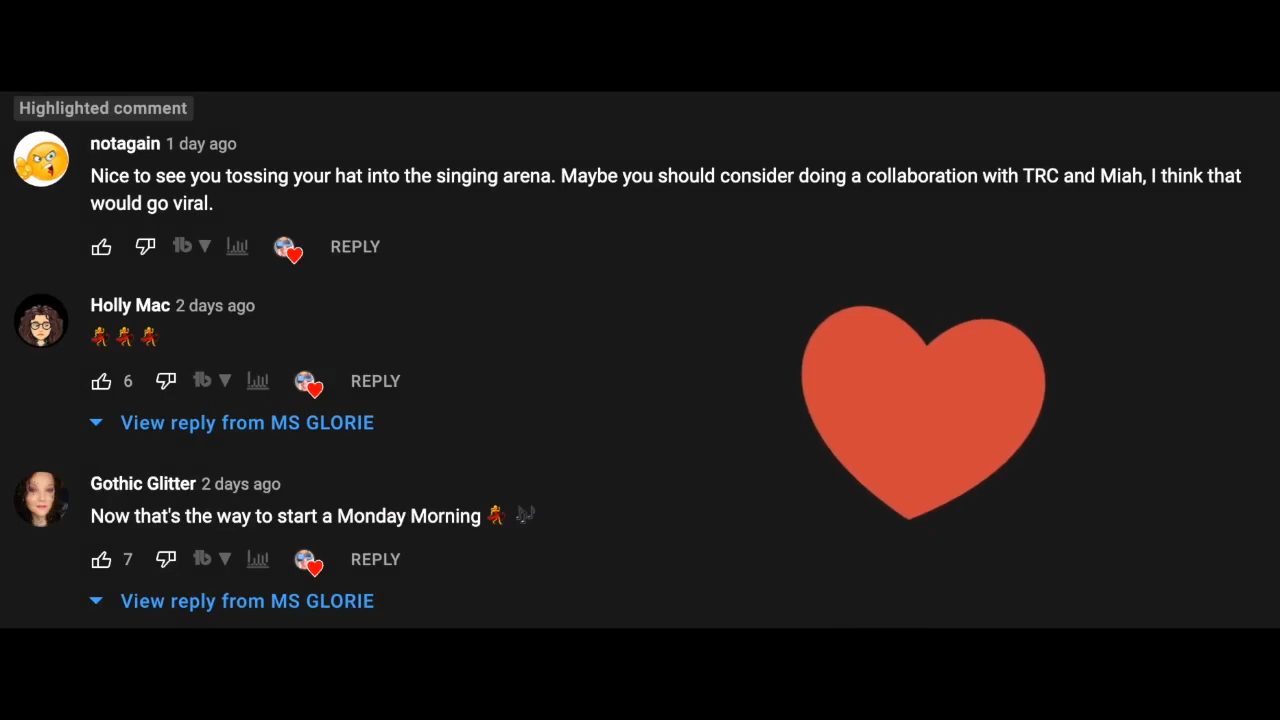 Highlighted comment
notagain 1 day ago
Nice to see you tossing your hat into the singing arena. Maybe you should consider doing a collaboration with TRC and Miah, I think that
would go viral.
REPLY
Holly Mac 2 days ago
💃💃💃
6 REPLY
View reply from MS GLORIE
Gothic Glitter 2 days ago
Now that's the way to start a Monday Morning 💃 🎶
7 REPLY
View reply from MS GLORIE